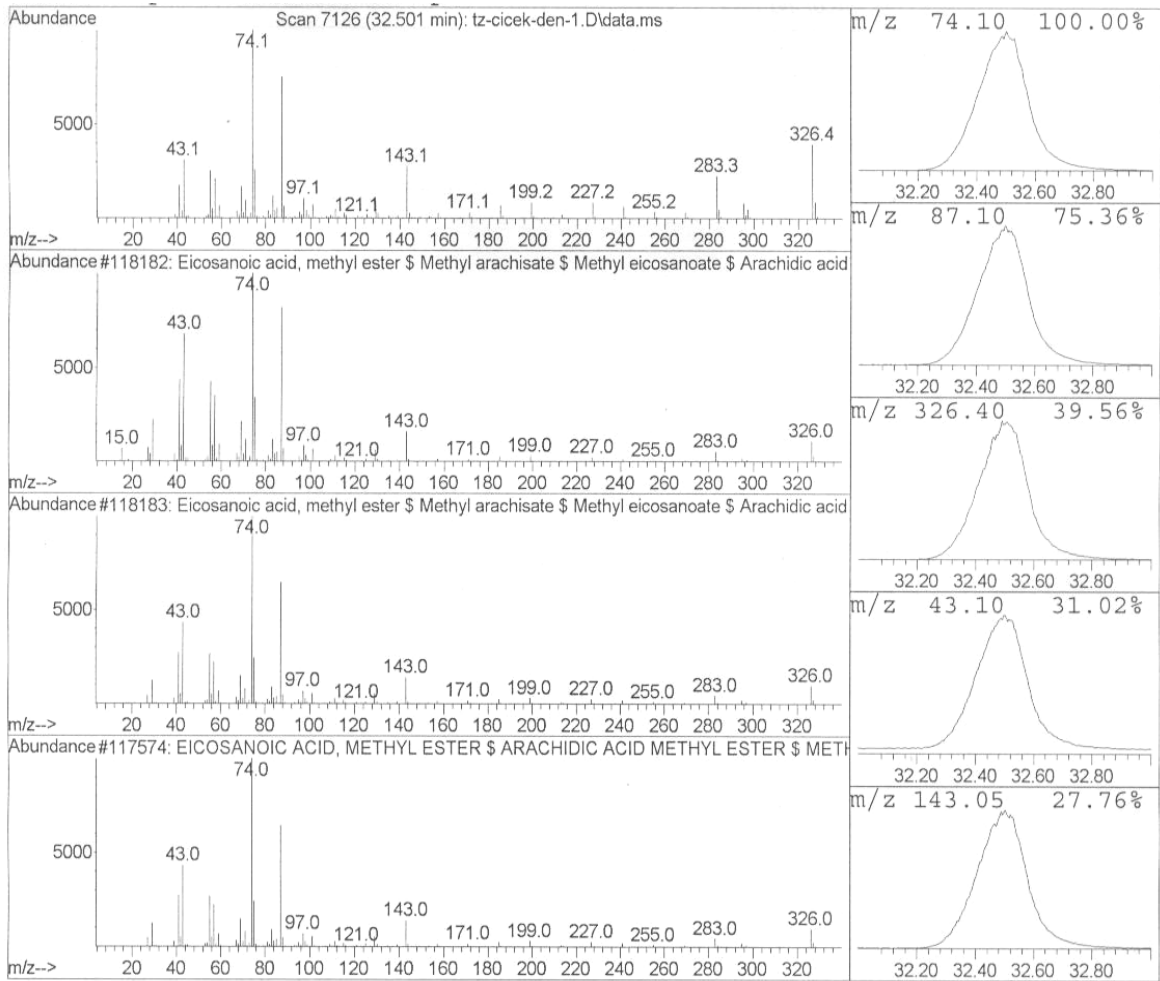 Abundance Scan 7126 (32.501 min): tz-cicek-den-1.D\data.ms
74.1
5000
43.1
97.1
121.1
143.1
171.1
199.2
227.2
255.2
283.3
326.4
m/z--> 20 40 60 80 100 120 140 160 180 200 220 240 260 280 300 320
Abundance #118182: Eicosanoic acid, methyl ester $ Methyl arachisate $ Methyl eicosanoate $ Arachidic acid
74.0
5000
15.0
43.0
97.0
121.0
143.0
171.0
199.0
227.0
255.0
283.0
326.0
m/z--> 20 40 60 80 100 120 140 160 180 200 220 240 260 280 300 320
Abundance #118183: Eicosanoic acid, methyl ester $ Methyl arachisate $ Methyl eicosanoate $ Arachidic acid
74.0
5000
43.0
97.0
121.0
143.0
171.0
199.0
227.0
255.0
283.0
326.0
m/z--> 20 40 60 80 100 120 140 160 180 200 220 240 260 280 300 320
Abundance #117574: EICOSANOIC ACID, METHYL ESTER $ ARACHIDIC ACID METHYL ESTER $ METH
74.0
5000
43.0
97.0
121.0
143.0
171.0
199.0
227.0
255.0
283.0
326.0
m/z--> 20 40 60 80 100 120 140 160 180 200 220 240 260 280 300 320
m/z 74.10 100.00%
32.20 32.40 32.60 32.80
m/z 87.10 75.36%
32.20 32.40 32.60 32.80
m/z 326.40 39.56%
32.20 32.40 32.60 32.80
m/z 43.10 31.02%
32.20 32.40 32.60 32.80
m/z 143.05 27.76%
32.20 32.40 32.60 32.80